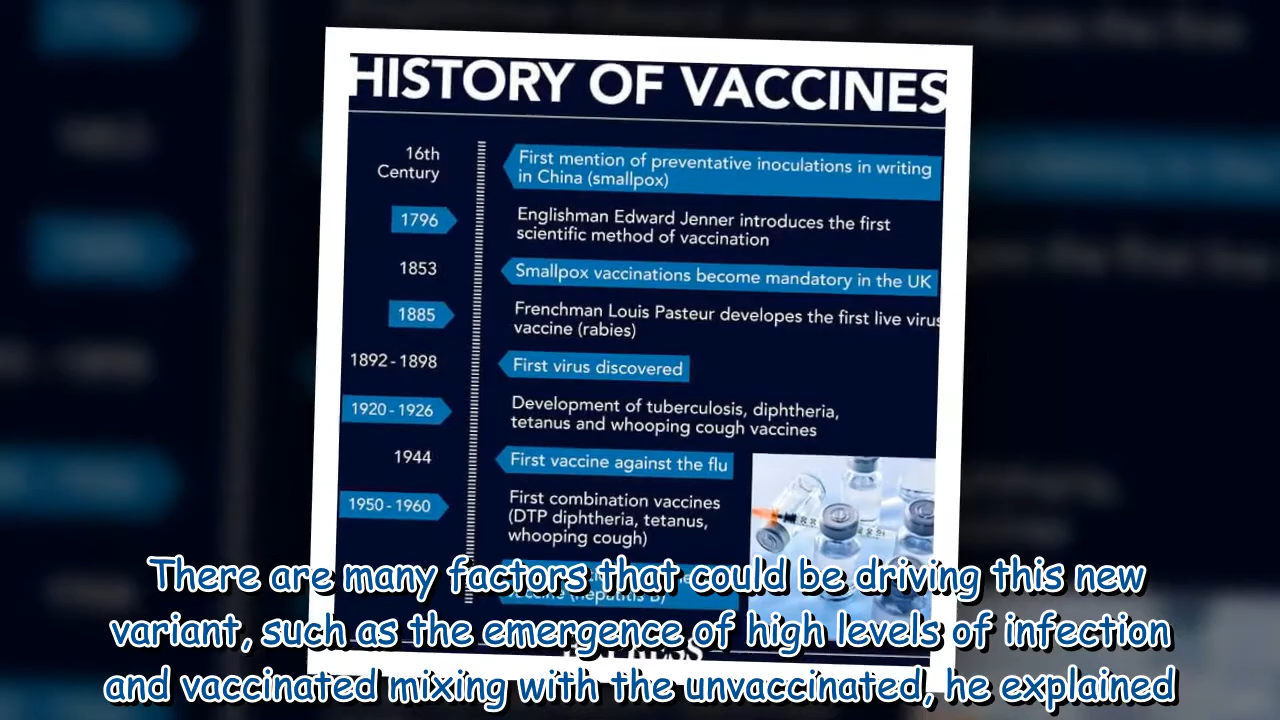 HISTORY OF VACCINES
16th
Century
First mention of preventative inoculations in writing
in China (smallpox)
1796
Englishman Edward Jenner introduces the first
scientific method of vaccination
1853
Smallpox vaccinations become mandatory in the UK
1885
Frenchman Louis Pasteur developes the first live virus
vaccine (rabies)
1892 - 1898
First virus discovered
1920 - 1926
Development of tuberculosis, diphtheria,
tetanus and whooping cough vaccines
1944
First vaccine against the flu
1950 - 1960
First combination vaccines
(DTP diphtheria, tetanus,
whooping cough)
vaccine (hepatitis B)
There are many factors that could be driving this new
variant, such as the emergence of high levels of infection
and vaccinated mixing with the unvaccinated, he explained